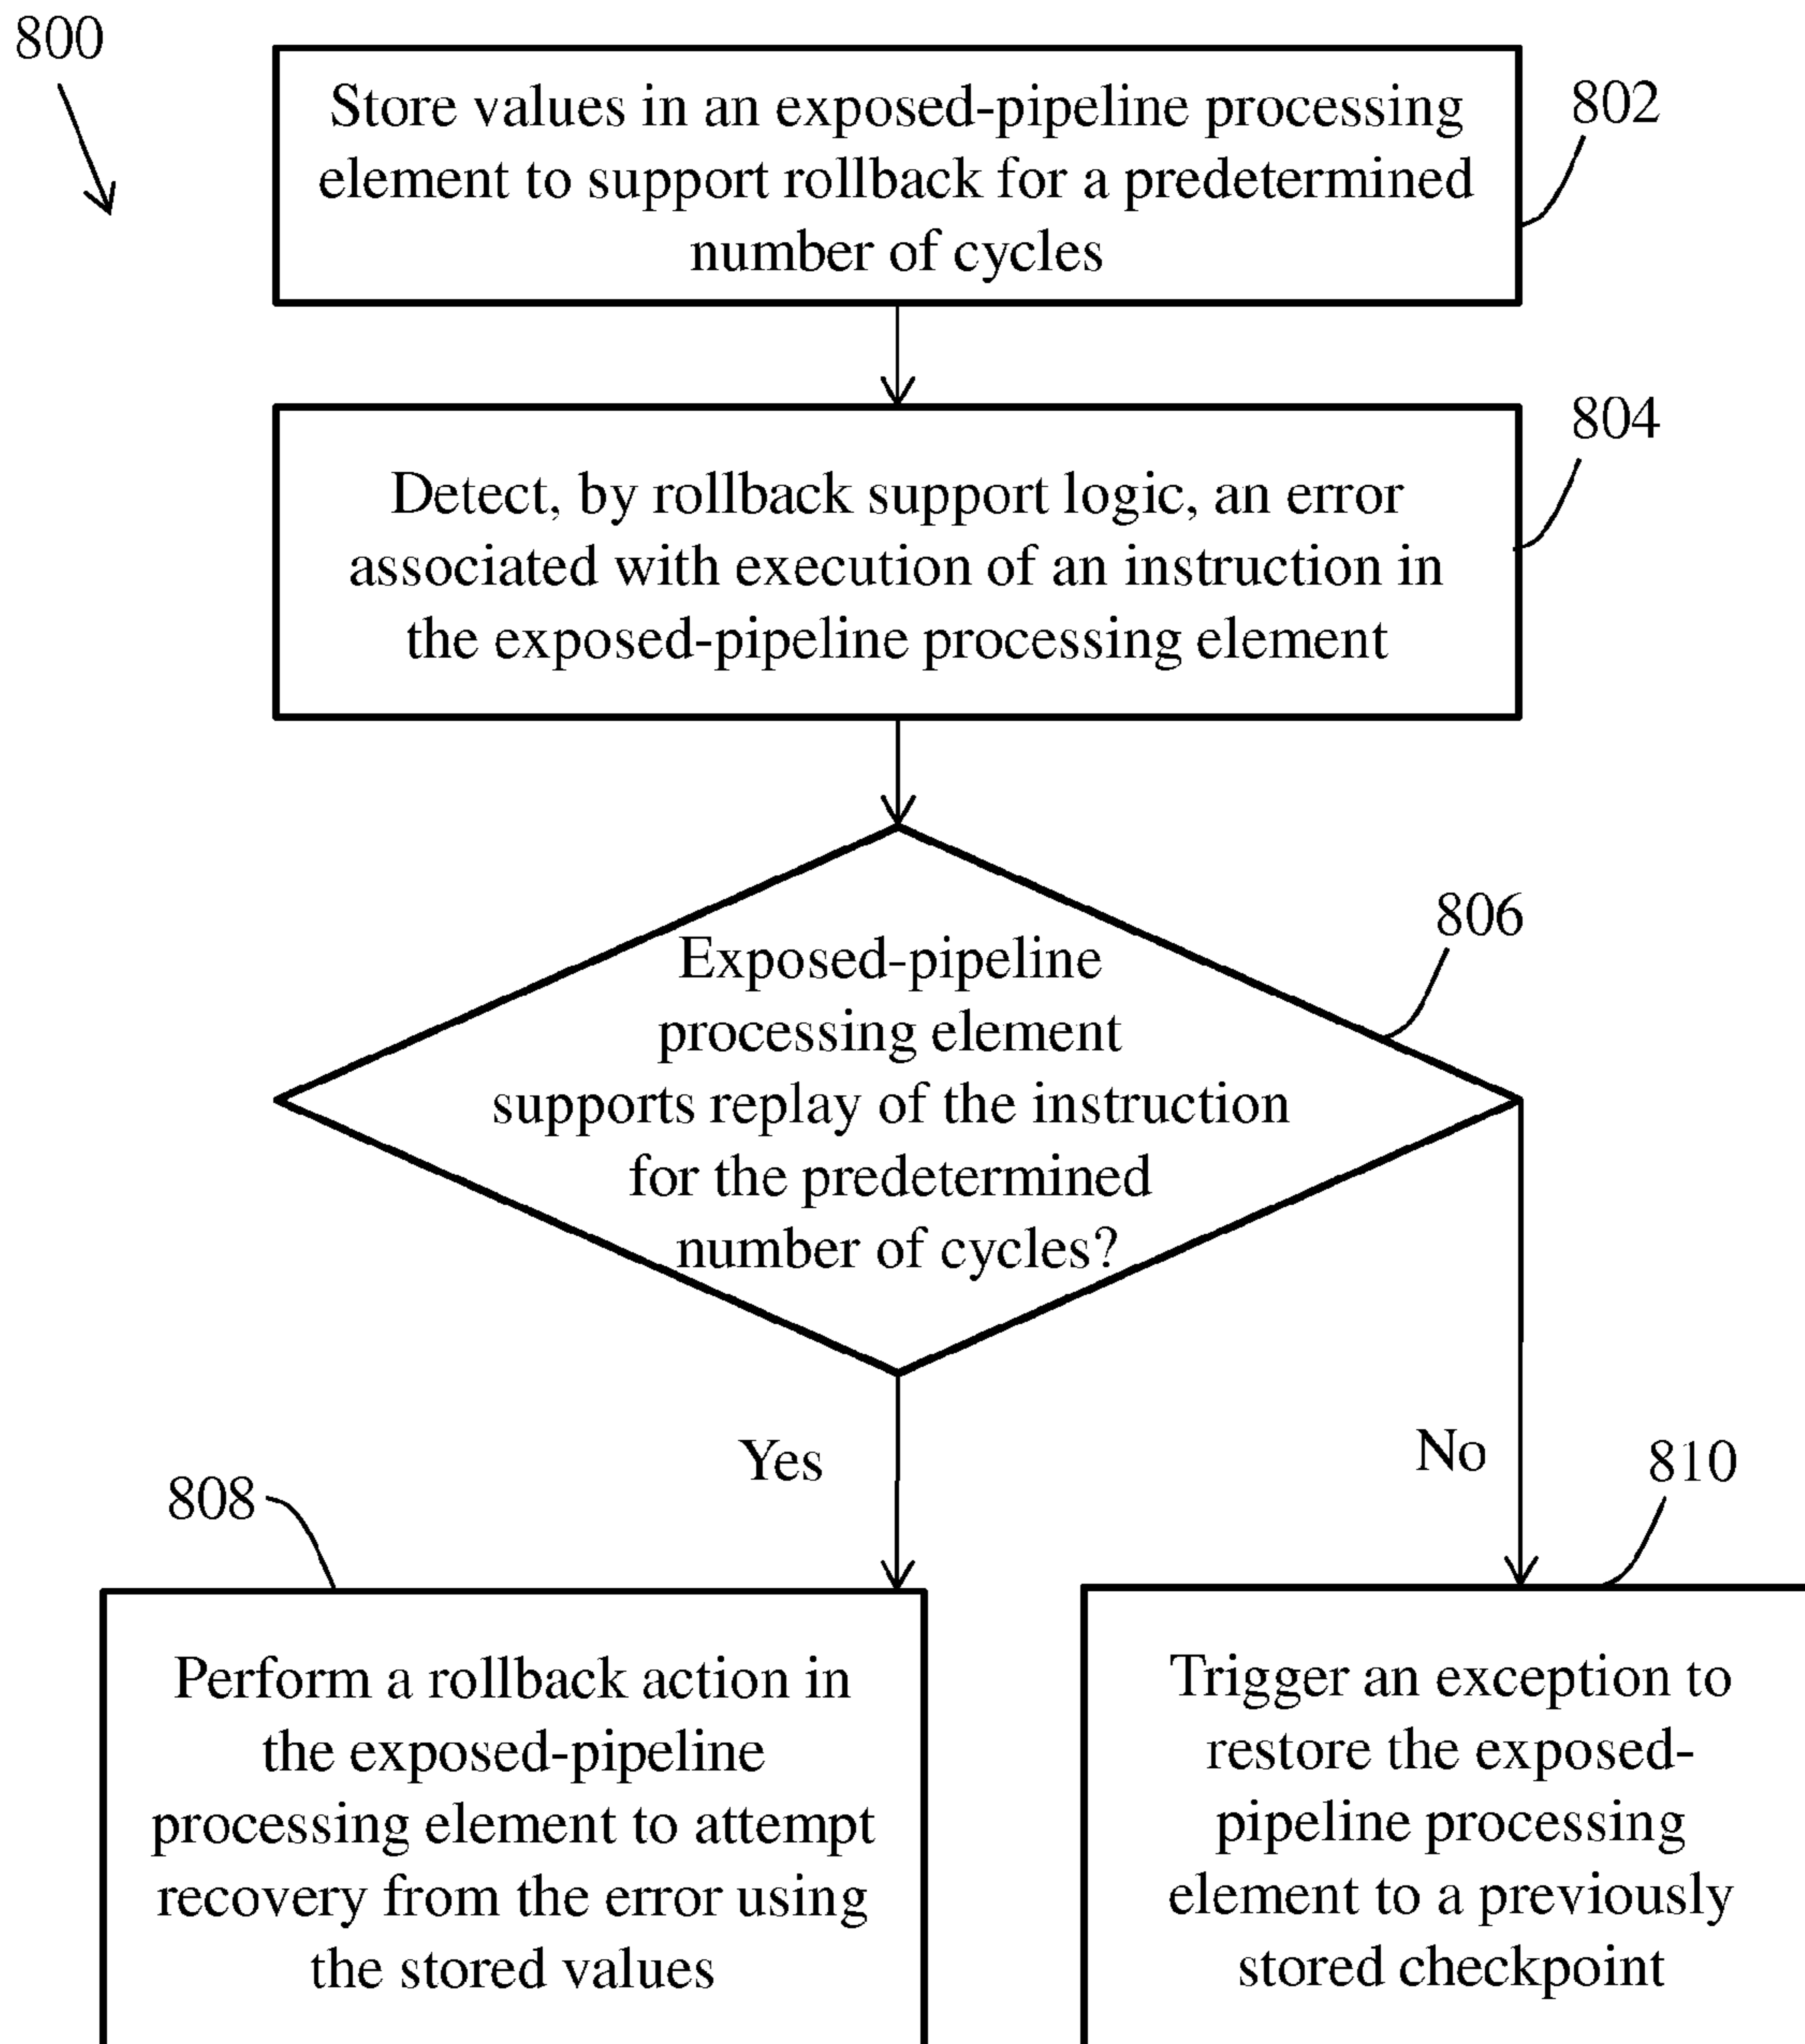 800
Store values in an exposed-pipeline processing
element to support rollback for a predetermined
number of cycles
802
Detect, by rollback support logic, an error
associated with execution of an instruction in
the exposed-pipeline processing element
804
Exposed-pipeline
processing element
supports replay of the instruction
for the predetermined
number of cycles?
806
Yes
No
808
Perform a rollback action in
the exposed-pipeline
processing element to attempt
recovery from the error using
the stored values
810
Trigger an exception to
restore the exposed-
pipeline processing
element to a previously
stored checkpoint